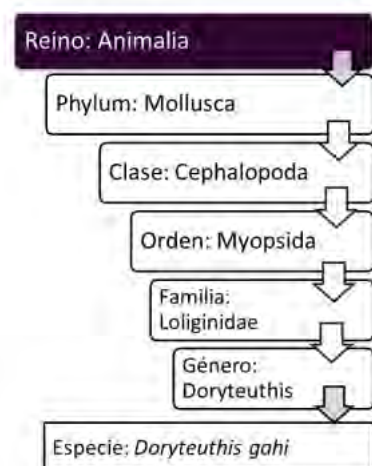 Reino: Animalia
Phylum: Mollusca
Clase: Cephalopoda
Orden: Myopsida
Familia:
Loliginidae
Género:
Doryteuthis
Especie: Doryteuthis gahi